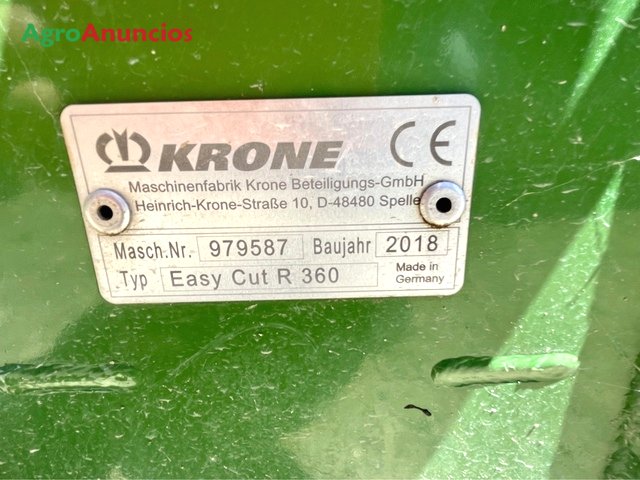 AgroAnuncios
KRONE CE
Maschinenfabrik Krone Beteiligungs-GmbH
Heinrich-Krone-Straße 10, D-48480 Spelle
Masch.Nr. 979587 Baujahr 2018
Typ Easy Cut R 360 Made in Germany